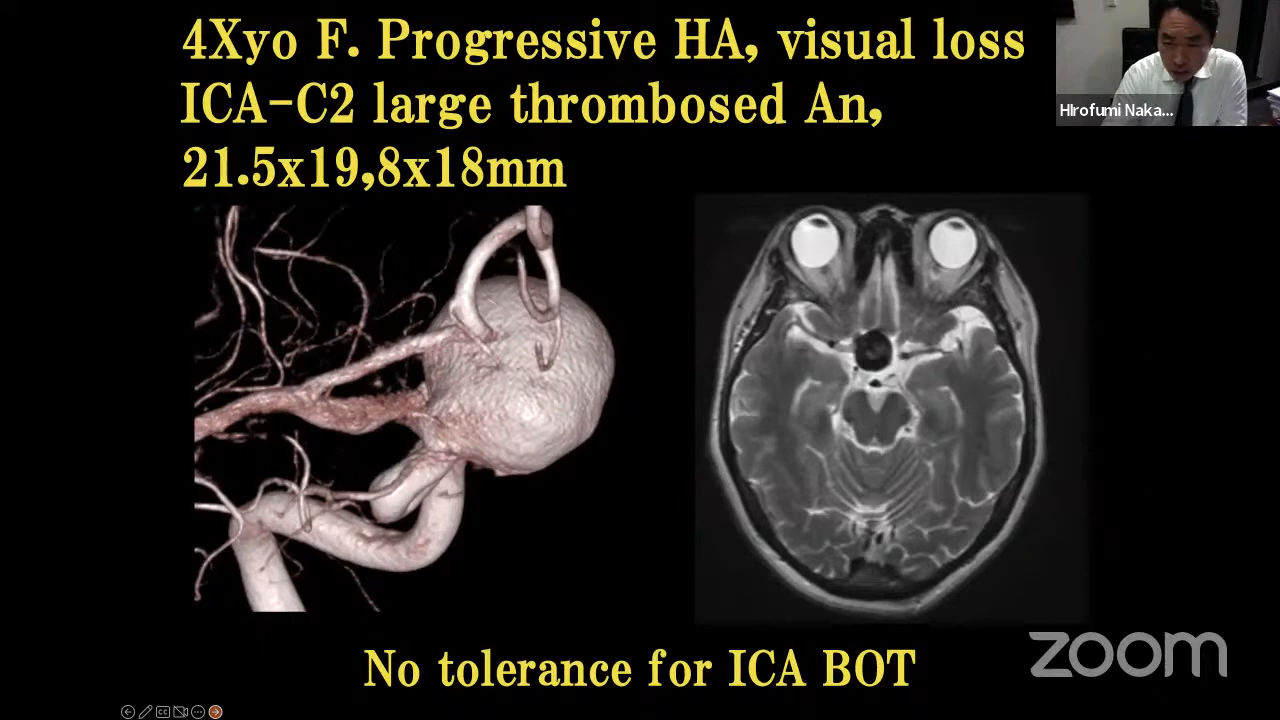 4Xyo F. Progressive HA, visual loss
ICA-C2 large thrombosed An,
21.5x19,8x18mm
Hirofumi Naka...
No tolerance for ICA BOT
zoom